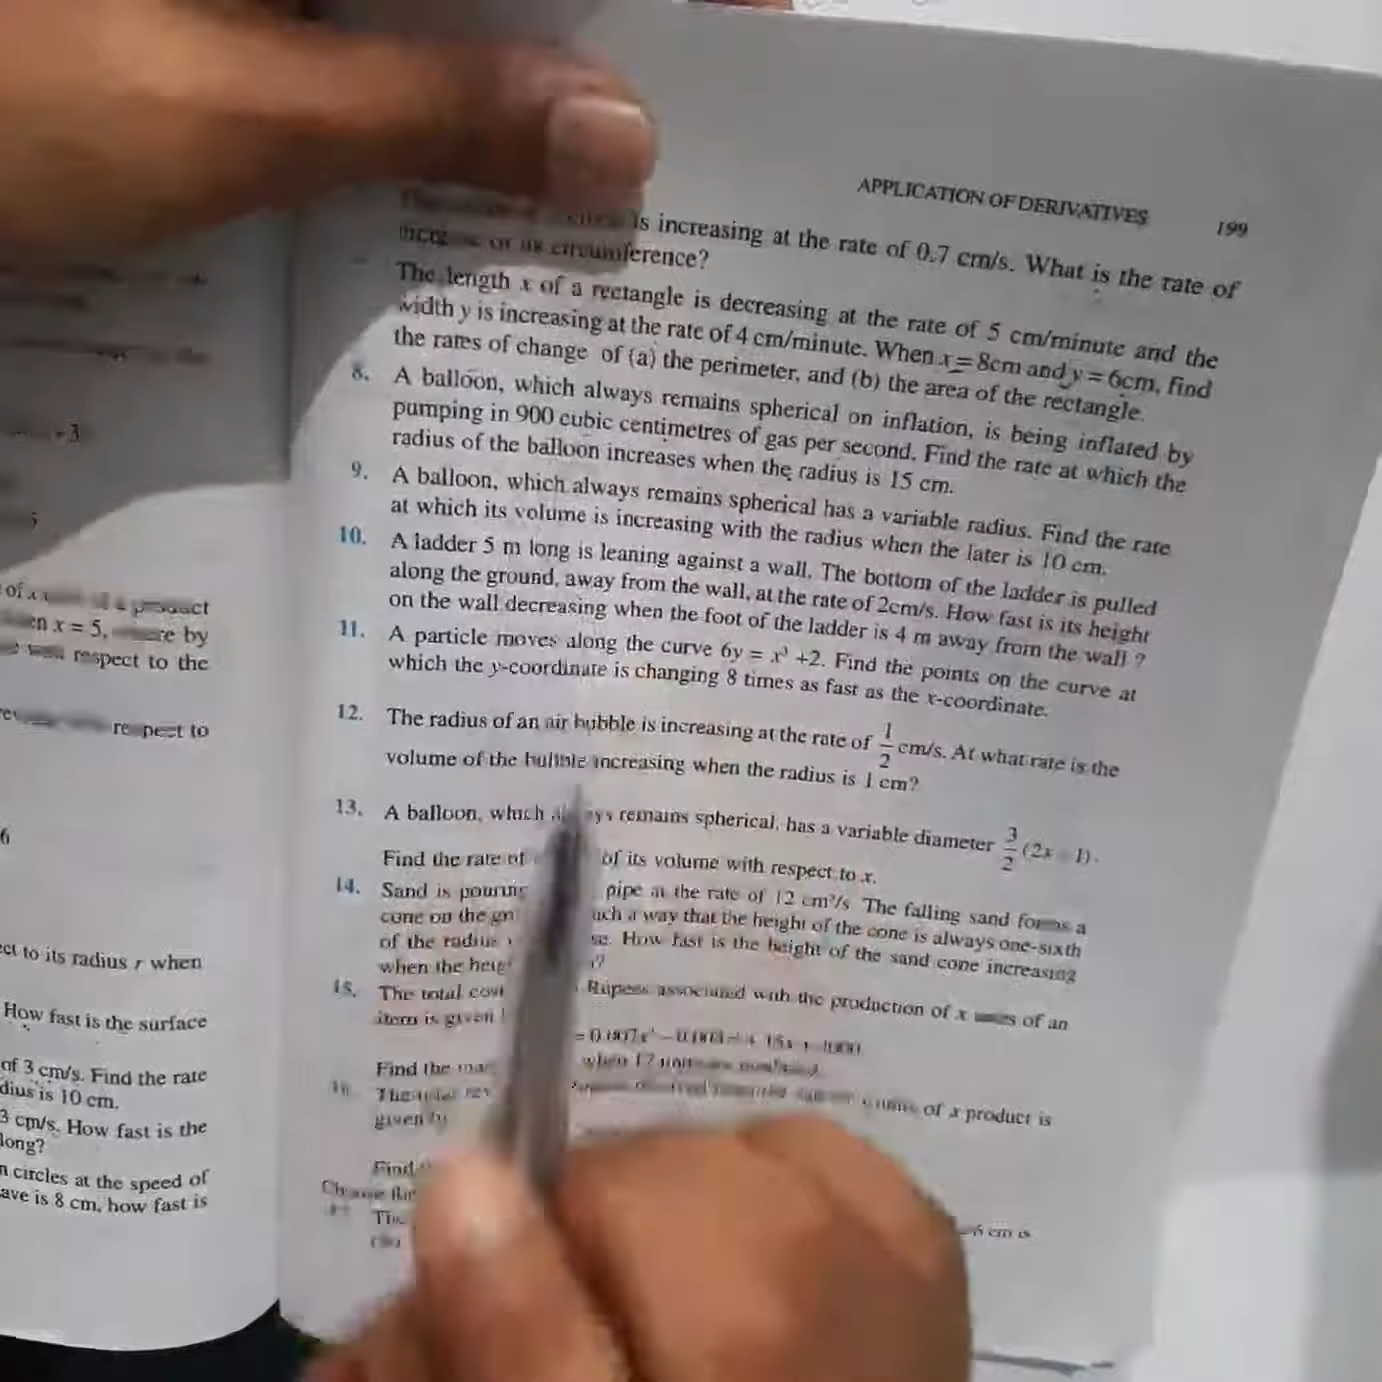 APPLICATION OF DERIVATIVES 199
is increasing at the rate of 0.7 cm/s. What is the rate of
circumference?
The length x of a rectangle is decreasing at the rate of 5 cm/minute and the
width y is increasing at the rate of 4 cm/minute. When x = 8cm and y = 6cm, find
the rates of change of (a) the perimeter, and (b) the area of the rectangle.
8. A balloon, which always remains spherical on inflation, is being inflated by
pumping in 900 cubic centimetres of gas per second. Find the rate at which the
radius of the balloon increases when the radius is 15 cm.
9. A balloon, which always remains spherical has a variable radius. Find the rate
at which its volume is increasing with the radius when the later is 10 cm.
10. A ladder 5 m long is leaning against a wall. The bottom of the ladder is pulled
along the ground, away from the wall, at the rate of 2cm/s. How fast is its height
on the wall decreasing when the foot of the ladder is 4 m away from the wall ?
11. A particle moves along the curve 6y = x³ +2. Find the points on the curve at
which the y-coordinate is changing 8 times as fast as the x-coordinate.
12. The radius of an air bubble is increasing at the rate of 1/2 cm/s. At what rate is the
volume of the bubble increasing when the radius is 1 cm?
13. A balloon, which always remains spherical, has a variable diameter 3/2 (2x 1).
Find the rate of of its volume with respect to x.
14. Sand is pouring pipe at the rate of 12 cm³/s. The falling sand forms a
cone on the such a way that the height of the cone is always one-sixth
of the radius How fast is the height of the sand cone increasing
when the
15. The total Rupees associated with the production of x units of an
item is given
Find the when 17 units are
of a product is
given by
Find
cm is
+3
5
of a product
x = 5, by
respect to the
respect to
6
to its radius r when
How fast is the surface
of 3 cm/s. Find the rate
is 10 cm.
3 cm/s. How fast is the
long?
circles at the speed of
is 8 cm, how fast is